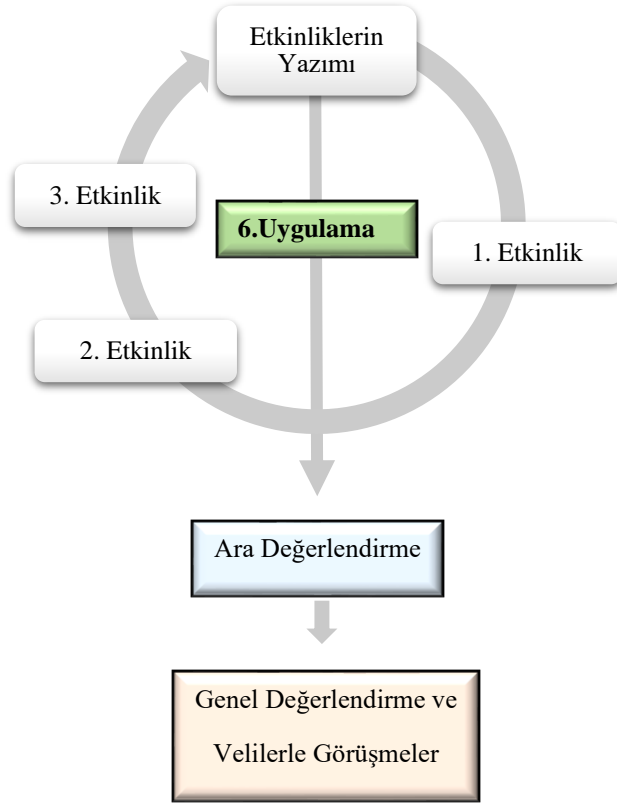 Etkinliklerin
Yazımı
3. Etkinlik
6.Uygulama
1. Etkinlik
2. Etkinlik
Ara Değerlendirme
Genel Değerlendirme ve
Velilerle Görüşmeler